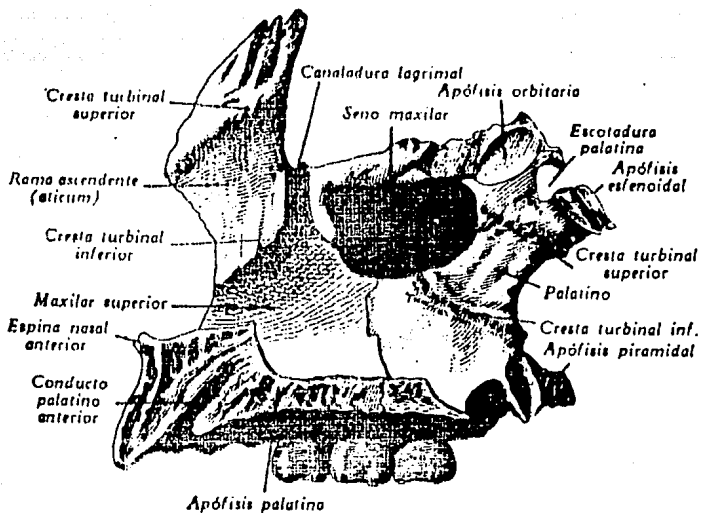 Canaladura lagrimal
Apófisis orbitaria
Cresta turbinal
superior
Seno maxilar
Escotadura
palatina
Apófisis
esfenoidal
Rama ascendente
(aticum)
Cresta turbinal
inferior
Cresta turbinal
superior
Palatino
Maxilar superior
Espina nasal
anterior
Cresta turbinal inf.
Apófisis piramidal
Conducto
palatino
anterior
Apófisis palatina